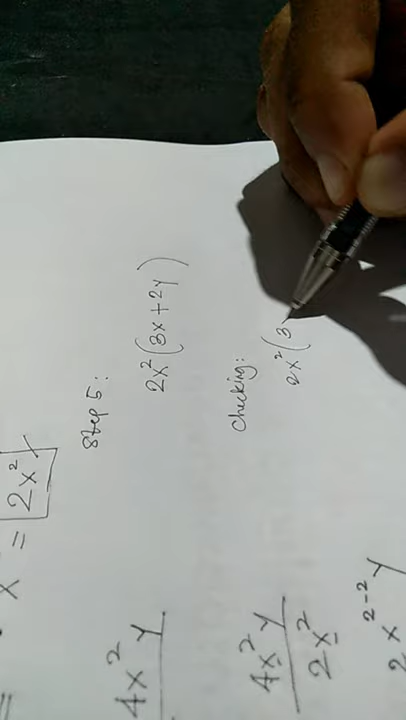 = x = 2x²
Step 5:
2x²(3x+2y)
Checking:
2x²(3
4x²y
4x²y
2x²
2x²⁻²y